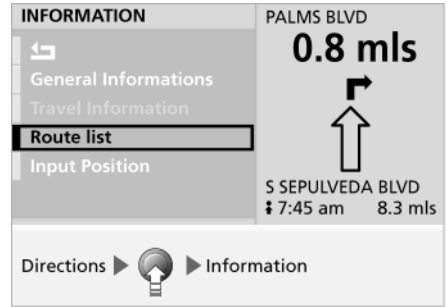 INFORMATION
General Informations
Travel Information
Route list
Input Position
PALMS BLVD
0.8 mls
S SEPULVEDA BLVD
7:45 am 8.3 mls
Directions Information